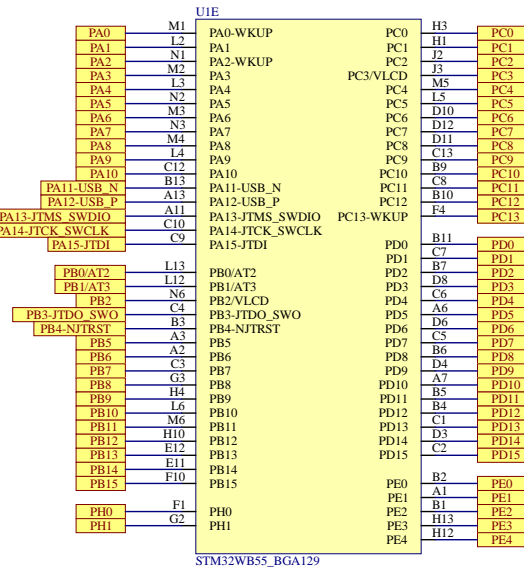 U1E
PA0 M1 PA0-WKUP PC0 H3 PC0
PA1 L2 PA1 PC1 H1 PC1
PA2 N1 PA2-WKUP PC2 J2 PC2
PA3 M2 PA3 PC3/VLCD J3 PC3
PA4 L3 PA4 PC4 M5 PC4
PA5 N2 PA5 PC5 L5 PC5
PA6 M3 PA6 PC6 D10 PC6
PA7 N3 PA7 PC7 D12 PC7
PA8 M4 PA8 PC8 D11 PC8
PA9 L4 PA9 PC9 C13 PC9
PA10 C12 PA10 PC10 B9 PC10
PA11-USB_N B13 PA11-USB_N PC11 C8 PC11
PA12-USB_P A13 PA12-USB_P PC12 B10 PC12
PA13-JTMS_SWDIO A11 PA13-JTMS_SWDIO PC13-WKUP F4 PC13
PA14-JTCK_SWCLK C10 PA14-JTCK_SWCLK
PA15-JTDI C9 PA15-JTDI PD0 B11 PD0
PD1 C7 PD1
PB0/AT2 L13 PB0/AT2 PD2 B7 PD2
PB1/AT3 L12 PB1/AT3 PD3 D8 PD3
PB2 N6 PB2/VLCD PD4 C6 PD4
PB3-JTDO_SWO C4 PB3-JTDO_SWO PD5 A6 PD5
PB4-NJTRST B3 PB4-NJTRST PD6 D6 PD6
PB5 A3 PB5 PD7 C5 PD7
PB6 A2 PB6 PD8 B6 PD8
PB7 C3 PB7 PD9 D4 PD9
PB8 G3 PB8 PD10 A7 PD10
PB9 H4 PB9 PD11 B5 PD11
PB10 L6 PB10 PD12 B4 PD12
PB11 M6 PB11 PD13 C1 PD13
PB12 H10 PB12 PD14 D3 PD14
PB13 E12 PB13 PD15 C2 PD15
PB14 E11 PB14
PB15 F10 PB15 PE0 B2 PE0
PE1 A1 PE1
PH0 F1 PH0 PE2 B1 PE2
PH1 G2 PH1 PE3 H13 PE3
PE4 H12 PE4
STM32WB55_BGA129